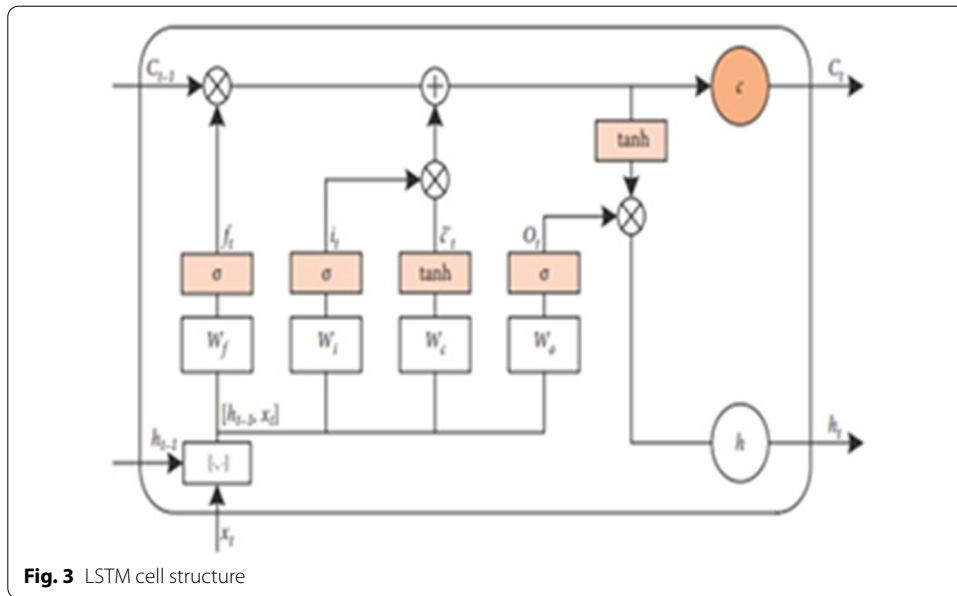 C_{t-1} C_t
c
tanh
f_t i_t c̃_t O_t
σ σ tanh σ
W_f W_i W_c W_o
[h_{t-1}, x_t]
h_{t-1} h h_t
[·,·]
x_t
Fig. 3 LSTM cell structure